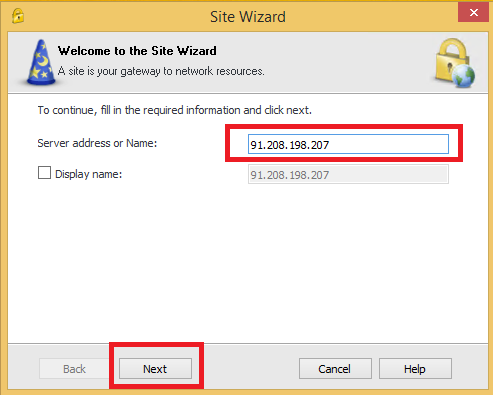 Site Wizard
Welcome to the Site Wizard
A site is your gateway to network resources.
To continue, fill in the required information and click next.
Server address or Name: 91.208.198.207
Display name: 91.208.198.207
Back Next Cancel Help